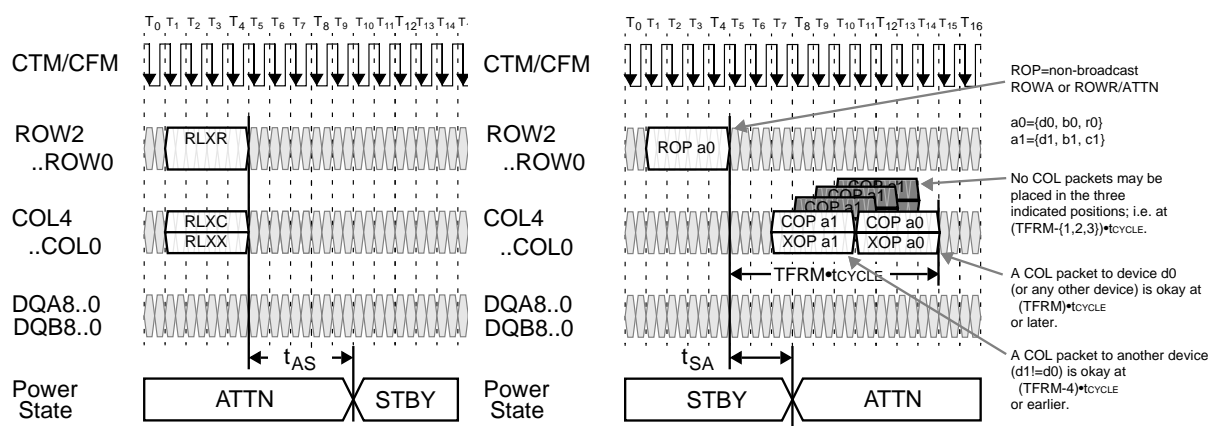 T0 T1 T2 T3 T4 T5 T6 T7 T8 T9 T10 T11 T12 T13 T14
CTM/CFM
ROW2
..ROW0
RLXR
COL4
..COL0
RLXC
RLXX
DQA8..0
DQB8..0
tAS
Power
State
ATTN
STBY
T0 T1 T2 T3 T4 T5 T6 T7 T8 T9 T10 T11 T12 T13 T14 T15 T16
CTM/CFM
ROW2
..ROW0
ROP a0
COL4
..COL0
COP a1
COP a1
COP a1
COP a1
COP a0
XOP a1
XOP a0
TFRM•tCYCLE
DQA8..0
DQB8..0
tSA
Power
State
STBY
ATTN
ROP=non-broadcast
ROWA or ROWR/ATTN
a0={d0, b0, r0}
a1={d1, b1, c1}
No COL packets may be
placed in the three
indicated positions; i.e. at
(TFRM-{1,2,3})•tCYCLE.
A COL packet to device d0
(or any other device) is okay at
(TFRM)•tCYCLE
or later.
A COL packet to another device
(d1!=d0) is okay at
(TFRM-4)•tCYCLE
or earlier.